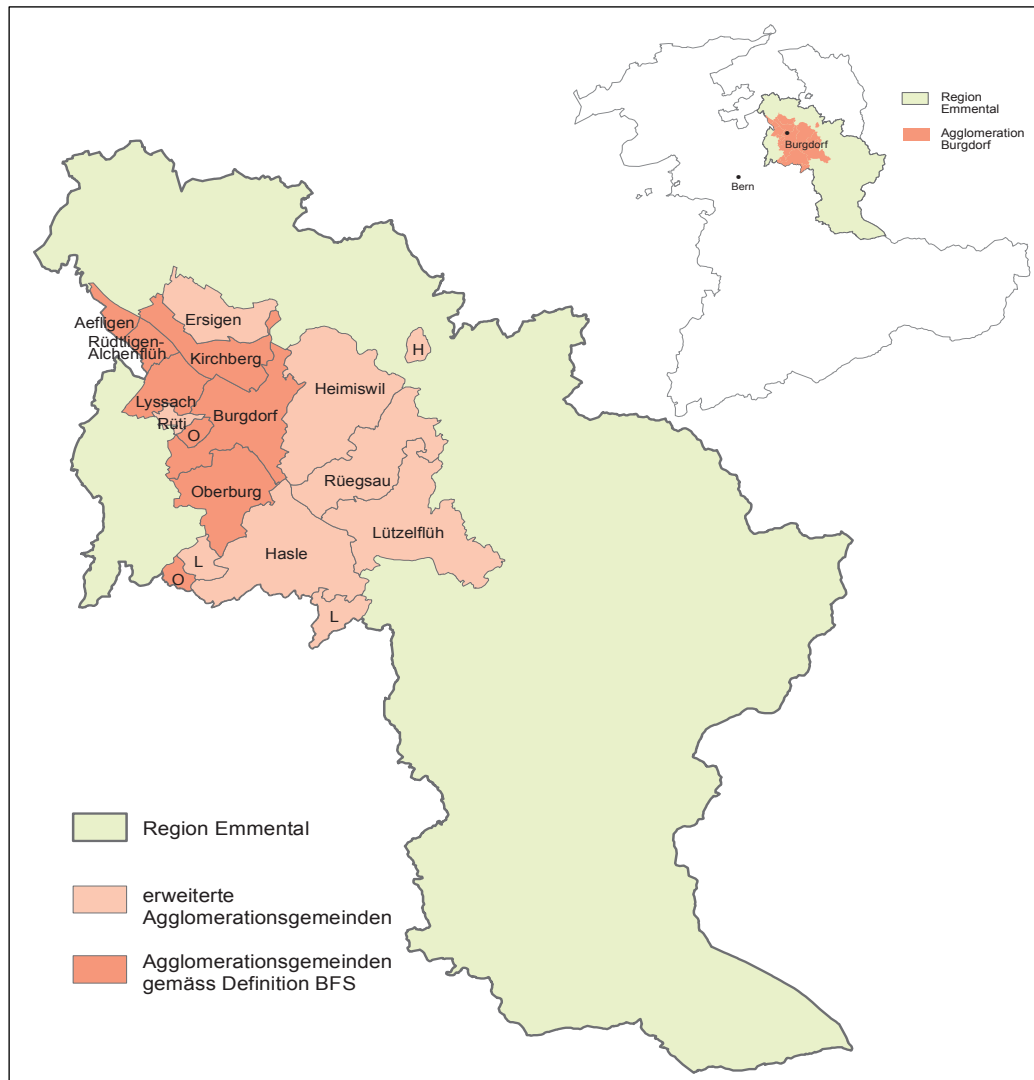 Region
Emmental
Agglomeration
Burgdorf
Burgdorf
Bern
Aefligen
Ersigen
Rüdtligen-
Alchenflüh
Kirchberg
H
Heimiswil
Lyssach
Burgdorf
Rüti
O
Rüegsau
Oberburg
Lützelflüh
Hasle
L
O
L
Region Emmental
erweiterte
Agglomerationsgemeinden
Agglomerationsgemeinden
gemäss Definition BFS